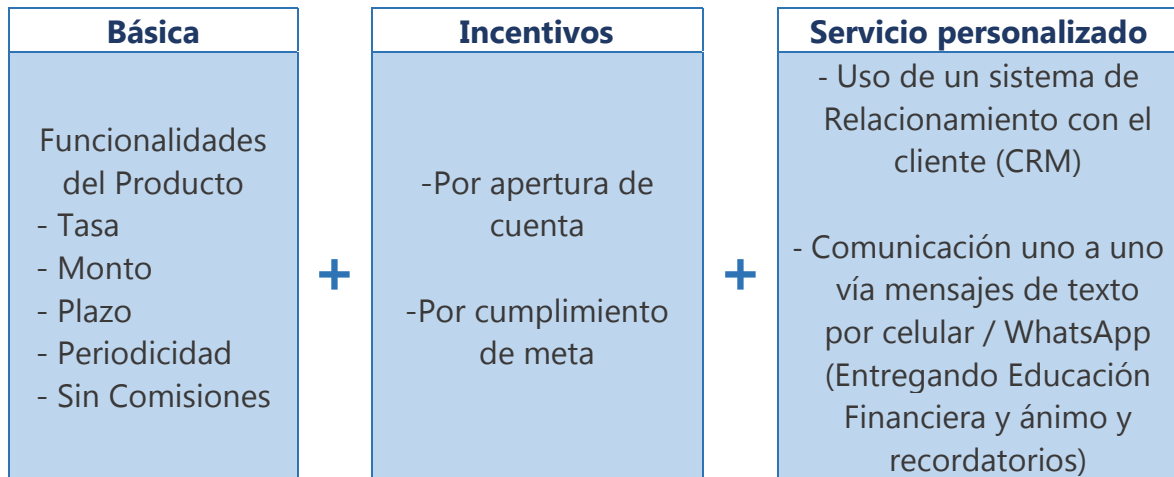 Básica
Funcionalidades
del Producto
- Tasa
- Monto
- Plazo
- Periodicidad
- Sin Comisiones
+
Incentivos
-Por apertura de
cuenta
-Por cumplimiento
de meta
+
Servicio personalizado
- Uso de un sistema de
Relacionamiento con el
cliente (CRM)
- Comunicación uno a uno
vía mensajes de texto
por celular / WhatsApp
(Entregando Educación
Financiera y ánimo y
recordatorios)